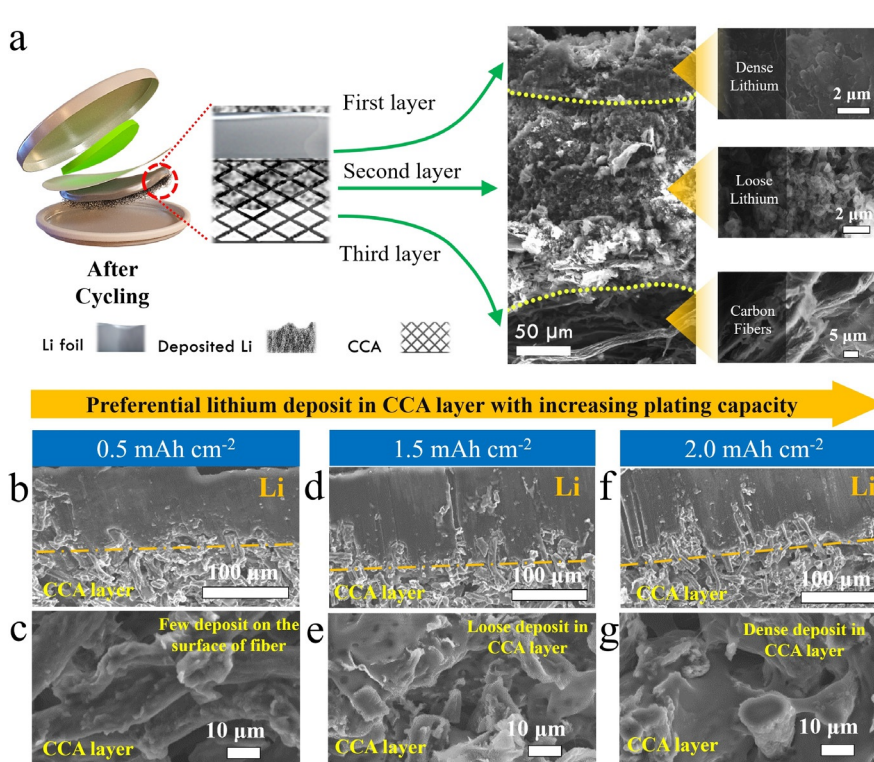 a
First layer
Second layer
Third layer
After
Cycling
Li foil
Deposited Li
CCA
50 μm
Dense
Lithium
2 μm
Loose
Lithium
2 μm
Carbon
Fibers
5 μm
Preferential lithium deposit in CCA layer with increasing plating capacity
0.5 mAh cm-2
1.5 mAh cm-2
2.0 mAh cm-2
b
Li
100 μm
CCA layer
d
Li
100 μm
CCA layer
f
Li
100 μm
CCA layer
c
Few deposit on the
surface of fiber
10 μm
CCA layer
e
Loose deposit in
CCA layer
10 μm
CCA layer
g
Dense deposit in
CCA layer
10 μm
CCA layer